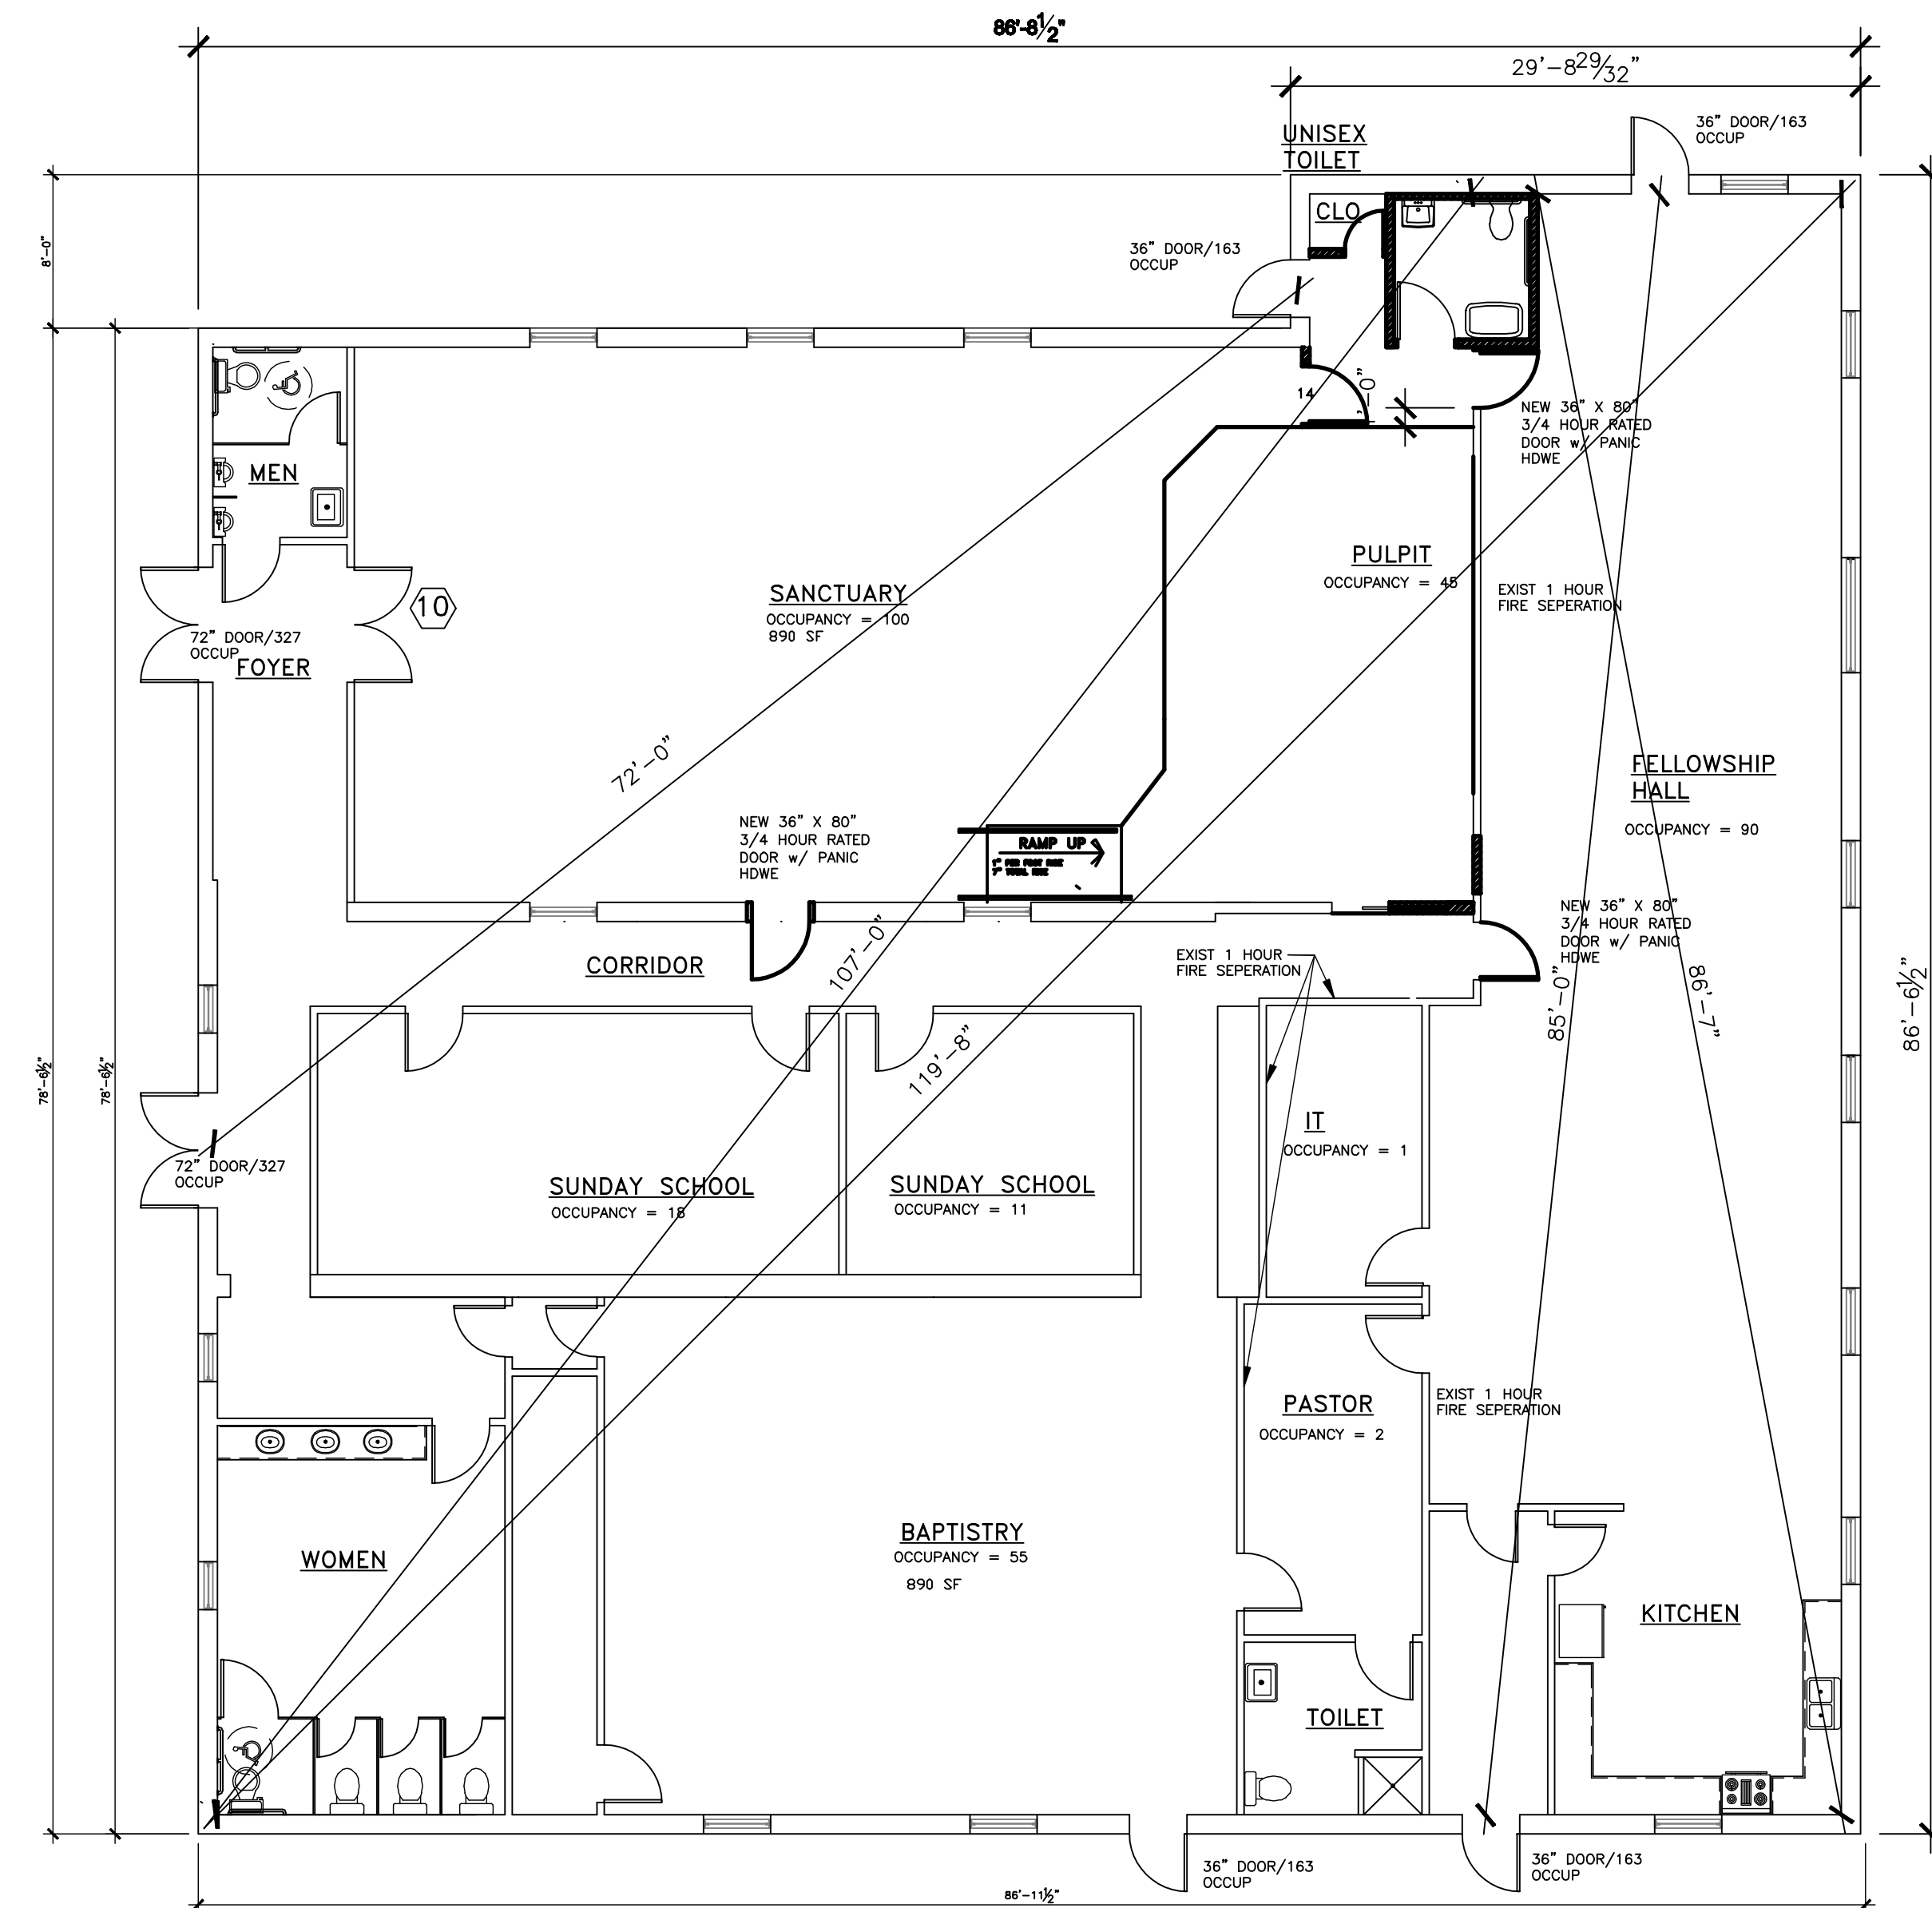 86'-8½"
29'-8 29/32"
UNISEX
TOILET
36" DOOR/163
OCCUP
CLO
36" DOOR/163
OCCUP
8'-0"
14
NEW 36" X 80"
3/4 HOUR RATED
DOOR w/ PANIC
HDWE
MEN
PULPIT
OCCUPANCY = 45
EXIST 1 HOUR
FIRE SEPERATION
SANCTUARY
OCCUPANCY = 100
890 SF
10
72" DOOR/327
OCCUP
FOYER
72'-0"
FELLOWSHIP
HALL
OCCUPANCY = 90
NEW 36" X 80"
3/4 HOUR RATED
DOOR w/ PANIC
HDWE
RAMP UP
1" PER FOOT RISE
7" TOTAL RISE
NEW 36" X 80"
3/4 HOUR RATED
DOOR w/ PANIC
HDWE
CORRIDOR
107'-0"
EXIST 1 HOUR
FIRE SEPERATION
85'-0"
86'-7"
86'-6½"
119'-8"
78'-6½"
78'-6½"
IT
OCCUPANCY = 1
72" DOOR/327
OCCUP
SUNDAY SCHOOL
OCCUPANCY = 18
SUNDAY SCHOOL
OCCUPANCY = 11
PASTOR
OCCUPANCY = 2
EXIST 1 HOUR
FIRE SEPERATION
BAPTISTRY
OCCUPANCY = 55
890 SF
WOMEN
KITCHEN
TOILET
36" DOOR/163
OCCUP
36" DOOR/163
OCCUP
86'-11½"